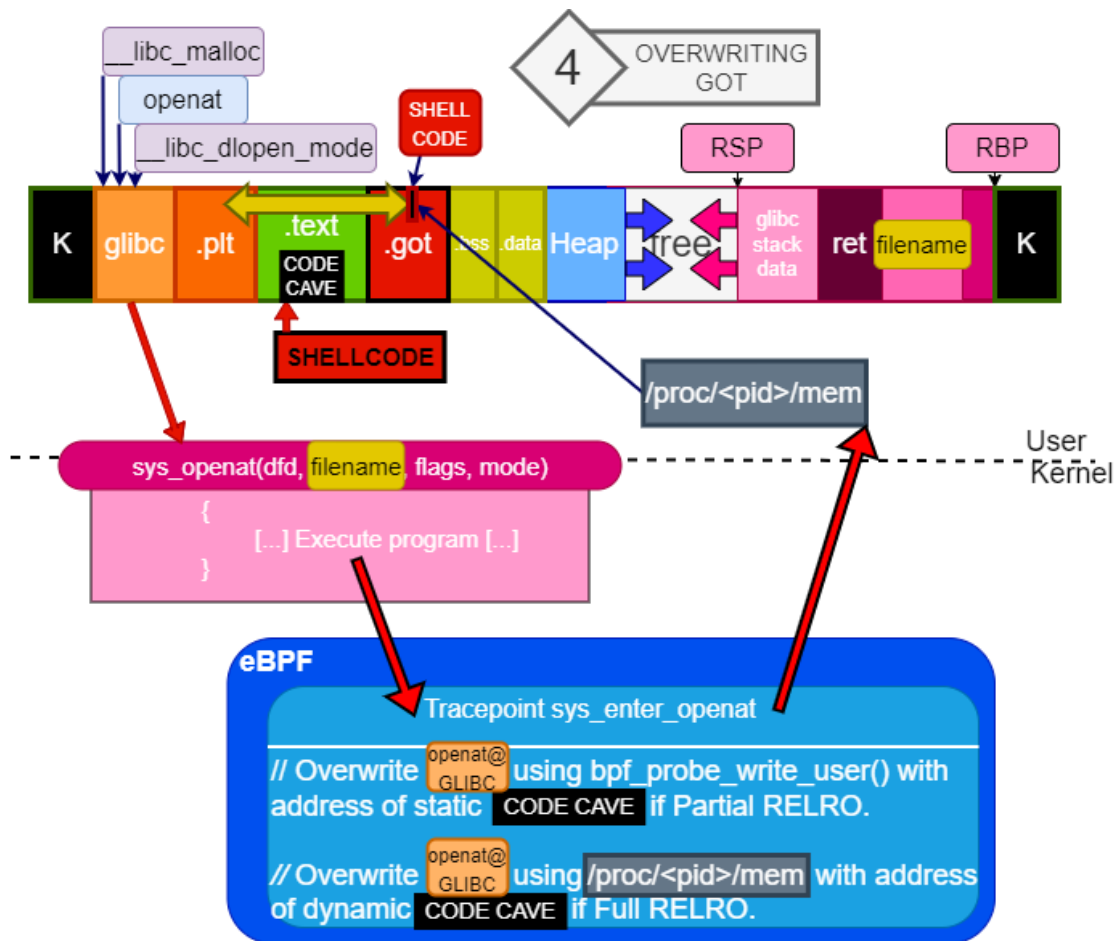 __libc_malloc
openat
__libc_dlopen_mode
4
OVERWRITING
GOT
SHELL
CODE
RSP
RBP
K
glibc
.plt
.text
CODE
CAVE
.got
.bss
.data
Heap
free
glibc
stack
data
ret
filename
K
SHELLCODE
/proc/<pid>/mem
User
Kernel
sys_openat(dfd, filename, flags, mode)
{
[...] Execute program [...]
}
eBPF
Tracepoint sys_enter_openat
// Overwrite openat@
GLIBC using bpf_probe_write_user() with
address of static CODE CAVE if Partial RELRO.
// Overwrite openat@
GLIBC using /proc/<pid>/mem with address
of dynamic CODE CAVE if Full RELRO.